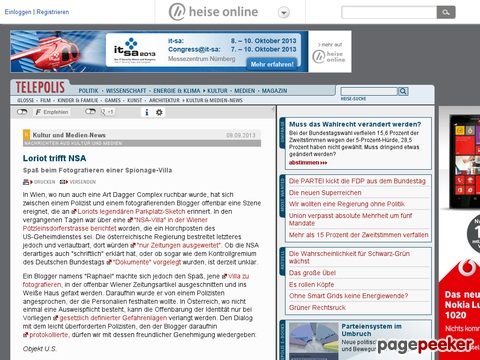 Einloggen | Registrieren
heise online
it-sa 2013
it-sa: 8. – 10. Oktober 2013
Congress@it-sa: 7. – 10. Oktober 2013
Messezentrum Nürnberg
Mehr erfahren!
i mehr auf
heise online
TELEPOLIS
POLITIK WISSENSCHAFT ENERGIE & KLIMA KULTUR & MEDIEN MEDIEN MAGAZIN
GLOSSE FILM KINDER & FAMILIE GAMES KUNST ARCHITEKTUR KULTUR & MEDIEN-NEWS
HEISE-SUCHE
Empfehlen
Kultur und Medien-News
08.09.2013
NACHRICHTEN AUS KULTUR UND MEDIEN
Loriot trifft NSA
Spaß beim Fotografieren einer Spionage-Villa
DRUCKEN VERSENDEN
In Wien, wo nun auch eine Art Dagger Complex ruchbar wurde, hat sich
zwischen einem Polizist und einem fotografierenden Blogger offenbar eine Szene
ereignet, die an Loriots legendären Parkplatz-Sketch erinnert. In den
vergangenen Tagen war über eine "NSA-Villa" in der Wiener
Pötzleinsdorferstrasse berichtet worden, die ein Horchposten des
US-Geheimdienstes sei. Die österreichische Regierung bestreitet letzteres
jedoch und verlautbart, dort würden "nur Zeitungen ausgewertet". Ob die NSA
derartiges auch "schriftlich" erklärt hat, oder ob sogar wie dem Kontrollgremium
des Deutschen Bundestags "Dokumente" vorgelegt wurden, ist derzeit unklar.
Ein Blogger namens "Raphael" machte sich jedoch den Spaß, jene Villa zu
fotografieren, in der offenbar Wiener Zeitungsartikel ausgeschnitten und ins
Weiße Haus gefaxt werden. Daraufhin wurde er von einem Polizisten
angesprochen, der die Personalien festhalten wollte. In Österreich, wo nicht
einmal eine Ausweispflicht besteht, kann die Offenbarung der Identität nur bei
Vorliegen gesetzlich definierter Gefahrenlagen verlangt werden. Den Dialog
mit dem leicht überforderten Polizisten, den der Blogger daraufhin
protokollierte, dürfen wir mit dessen freundlicher Genehmigung wiedergeben:
Objekt U.S.
Muss das Wahlrecht verändert werden?
Bei der Bundestagswahl verfielen 15,6 Prozent der
Zweitstimmen wegen der 5-Prozent-Hürde, 28,5
Prozent haben nicht gewählt. Muss dringend etwas
geändert werden?
abstimmen >>>
Die PARTEI kickt die FDP aus dem Bundestag
Die neuen Superreichen
Wir wollten eine Regierung ohne Politik
Union verpasst absolute Mehrheit um fünf
Mandate
Mehr als 15 Prozent der Zweitstimmen verfallen
Die Wahrscheinlichkeit für Schwarz-Grün
wächst
Das große Übel
Es rollen Köpfe
Ohne Smart Grids keine Energiewende?
Grüner Rechtsruck
Parteiensystem im
Umbruch
Neue politische
und Bewegungen
Das neue
Nokia Lumia
1020
Hier
pagepeeker